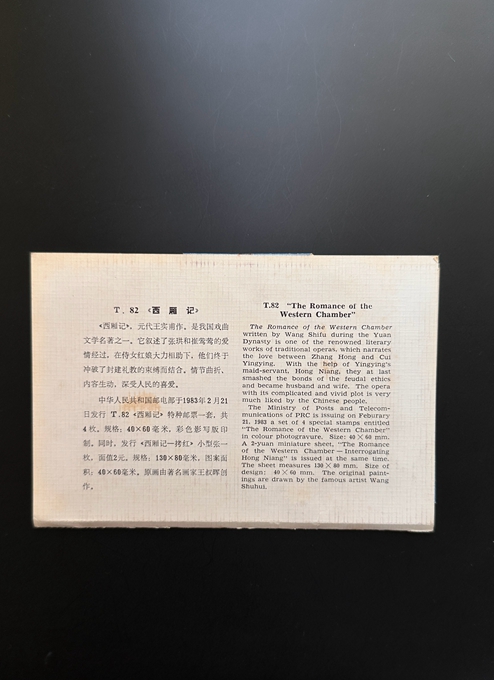 T. 82 《西厢记》
《西厢记》，元代王实甫作，是我国戏曲
文学名著之一。它叙述了张珙和崔莺莺的爱
情经过，在侍女红娘大力相助下，他们终于
冲破了封建礼教的束缚而结合。情节曲折，
内容生动，深受人民的喜爱。
中华人民共和国邮电部于1983年2月21
日发行 T.82《西厢记》特种邮票一套，共
4枚。规格：40×60毫米，彩色影写版印
制。同时，发行《西厢记—拷红》小型张一
枚，面值2元。规格：130×80毫米，图案面
积：40×60毫米。原画由著名画家王叔晖创
作。
T.82 "The Romance of the
Western Chamber"
The Romance of the Western Chamber
written by Wang Shifu during the Yuan
Dynasty is one of the renowned literary
works of traditional operas, which narrates
the love between Zhang Hong and Cui
Yingying. With the help of Yingying's
maid-servant, Hong Niang, they at last
smashed the bonds of the feudal ethics
and became husband and wife. The opera
with its complicated and vivid plot is very
much liked by the Chinese people.
The Ministry of Posts and Telecom-
munications of PRC is issuing on Peburary
21, 1983 a set of 4 special stamps entitled
"The Romance of the Western Chamber"
in colour photogravure. Size: 40×60 mm.
A 2-yuan miniature sheet, "The Romance
of the Western Chamber — Interrogating
Hong Niang" is issued at the same time.
The sheet measures 130×80 mm. Size of
design: 40×60 mm. The original paint-
ings are drawn by the famous artist Wang
Shuhui.